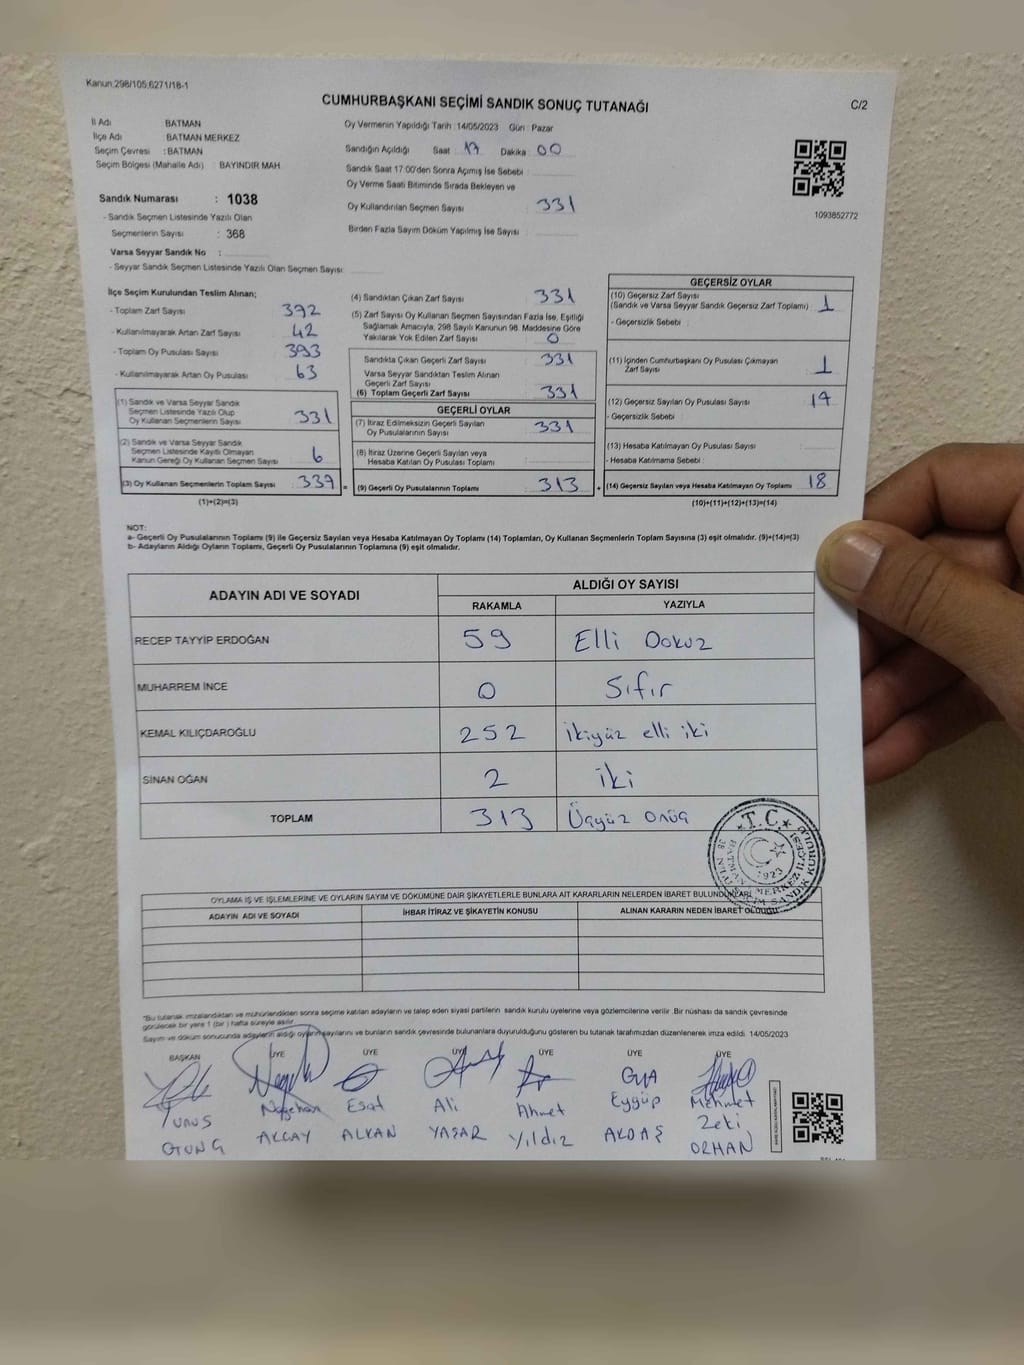 Kanun:298/105,6271/18-1
CUMHURBAŞKANI SEÇİMİ SANDIK SONUÇ TUTANAĞI
C/2
İl Adı BATMAN
İlçe Adı BATMAN MERKEZ
Seçim Çevresi : BATMAN
Seçim Bölgesi (Mahalle Adı) : BAYINDIR MAH
Sandık Numarası : 1038
- Sandık Seçmen Listesinde Yazılı Olan
Seçmenlerin Sayısı : 368
Varsa Seyyar Sandık No :
- Seyyar Sandık Seçmen Listesinde Yazılı Olan Seçmen Sayısı:
Oy Vermenin Yapıldığı Tarih :14/05/2023 Gün : Pazar
Sandığın Açıldığı Saat : 17 Dakika : 00
Sandık Saat 17:00'den Sonra Açılmış İse Sebebi :
Oy Verme Saati Bitiminde Sırada Bekleyen ve
Oy Kullandırılan Seçmen Sayısı : 331
Birden Fazla Sayım Döküm Yapılmış İse Sayısı :
1093852772
İlçe Seçim Kurulundan Teslim Alınan;
- Toplam Zarf Sayısı : 392
- Kullanılmayarak Artan Zarf Sayısı : 42
- Toplam Oy Pusulası Sayısı : 393
- Kullanılmayarak Artan Oy Pusulası : 63
(1) Sandık ve Varsa Seyyar Sandık
Seçmen Listesinde Yazılı Olup
Oy Kullanan Seçmenlerin Sayısı : 331
(2) Sandık ve Varsa Seyyar Sandık
Seçmen Listesinde Kayıtlı Olmayan
Kanun Gereği Oy Kullanan Seçmen Sayısı : 6
(3) Oy Kullanan Seçmenlerin Toplam Sayısı : 337 =
(1)+(2)=(3)
(4) Sandıktan Çıkan Zarf Sayısı : 331
(5) Zarf Sayısı Oy Kullanan Seçmen Sayısından Fazla İse, Eşitliği
Sağlamak Amacıyla, 298 Sayılı Kanunun 98. Maddesine Göre
Yakılarak Yok Edilen Zarf Sayısı : 0
Sandıkta Çıkan Geçerli Zarf Sayısı : 331
Varsa Seyyar Sandıktan Teslim Alınan
Geçerli Zarf Sayısı :
(6) Toplam Geçerli Zarf Sayısı : 331
GEÇERLİ OYLAR
(7) İtiraz Edilmeksizin Geçerli Sayılan
Oy Pusulalarının Sayısı : 331
(8) İtiraz Üzerine Geçerli Sayılan veya
Hesaba Katılan Oy Pusulası Toplamı :
(9) Geçerli Oy Pusulalarının Toplamı : 313 +
GEÇERSİZ OYLAR
(10) Geçersiz Zarf Sayısı
(Sandık ve Varsa Seyyar Sandık Geçersiz Zarf Toplamı) : 1
- Geçersizlik Sebebi :
(11) İçinden Cumhurbaşkanı Oy Pusulası Çıkmayan
Zarf Sayısı : 1
(12) Geçersiz Sayılan Oy Pusulası Sayısı : 17
- Geçersizlik Sebebi :
(13) Hesaba Katılmayan Oy Pusulası Sayısı :
- Hesaba Katılmama Sebebi :
(14) Geçersiz Sayılan veya Hesaba Katılmayan Oy Toplamı : 18
(10)+(11)+(12)+(13)=(14)
NOT:
a- Geçerli Oy Pusulalarının Toplamı (9) ile Geçersiz Sayılan veya Hesaba Katılmayan Oy Toplamı (14) Toplamları, Oy Kullanan Seçmenlerin Toplam Sayısına (3) eşit olmalıdır. (9)+(14)=(3)
b- Adayların Aldığı Oyların Toplamı, Geçerli Oy Pusulalarının Toplamına (9) eşit olmalıdır.
ADAYIN ADI VE SOYADI ALDIĞI OY SAYISI
RAKAMLA YAZIYLA
RECEP TAYYİP ERDOĞAN 59 Elli Dokuz
MUHARREM İNCE 0 Sıfır
KEMAL KILIÇDAROĞLU 252 İkiyüz elli iki
SİNAN OĞAN 2 iki
TOPLAM 313 Üçyüz onüç
T.C.
1923
OYLAMA İŞ VE İŞLEMLERİNE VE OYLARIN SAYIM VE DÖKÜMÜNE DAİR ŞİKAYETLERLE BUNLARA AİT KARARLARIN NELERDEN İBARET BULUNDUKLARI
ADAYIN ADI VE SOYADI İHBAR İTİRAZ VE ŞİKAYETİN KONUSU ALINAN KARARIN NEDEN İBARET OLDUĞU
*Bu tutanak imzalandıktan ve mühürlendikten sonra seçime katılan adayların ve talep eden siyasi partilerin sandık kurulu üyelerine veya gözlemcilerine verilir. Bir nüshası da sandık çevresinde
görülecek bir yere 1 (bir ) hafta süreyle asılır.
Sayım ve döküm sonucunda adayların aldığı oyların sayılarını ve bunların sandık çevresinde bulunanlara duyurulduğunu gösteren bu tutanak tarafımızdan düzenlenerek imza edildi. 14/05/2023
BAŞKAN ÜYE ÜYE ÜYE ÜYE ÜYE ÜYE
Yunus Esat Ali Ahmet Eyyüp Mehmet
AKÇAY ALKAN YAŞAR Yıldız AKDAŞ Zeki
ORHAN